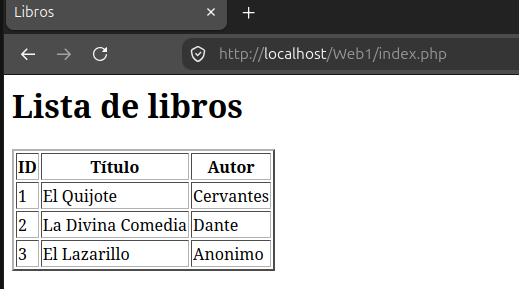 Libros
http://localhost/Web1/index.php
Lista de libros
ID Título Autor
1 El Quijote Cervantes
2 La Divina Comedia Dante
3 El Lazarillo Anonimo